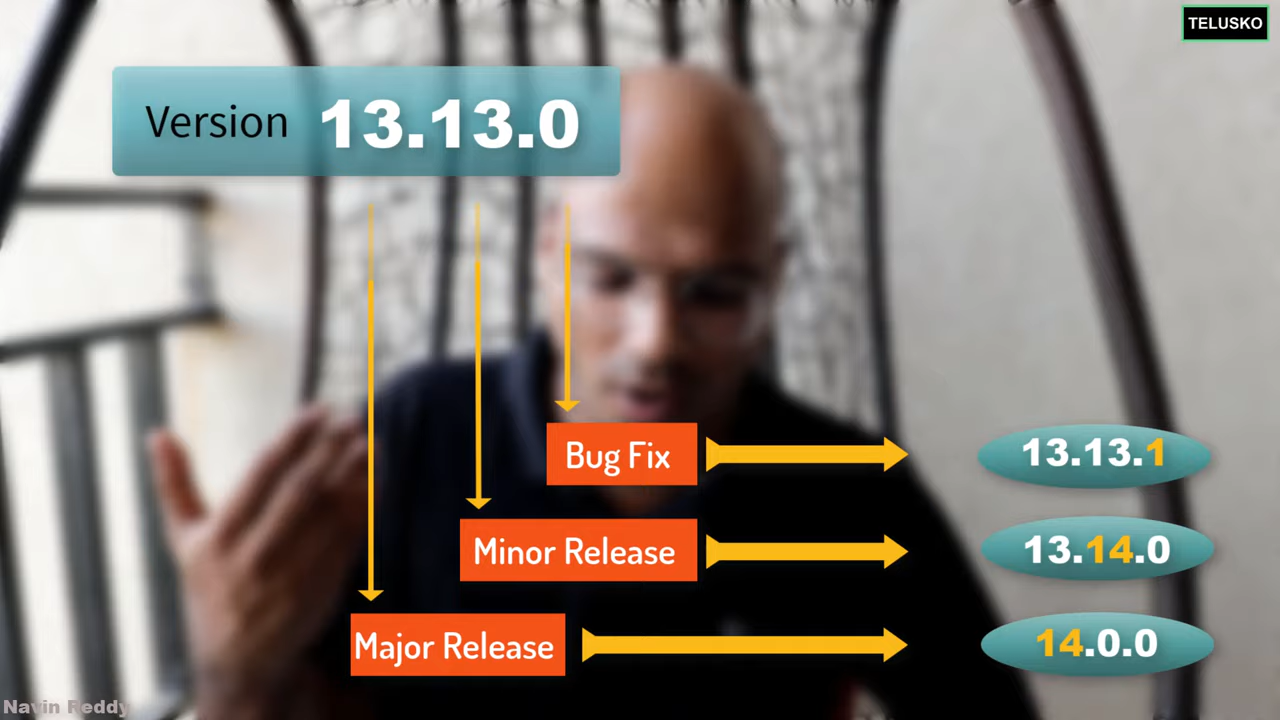 TELUSKO
Version 13.13.0
Bug Fix 13.13.1
Minor Release 13.14.0
Major Release 14.0.0
Navin Reddy